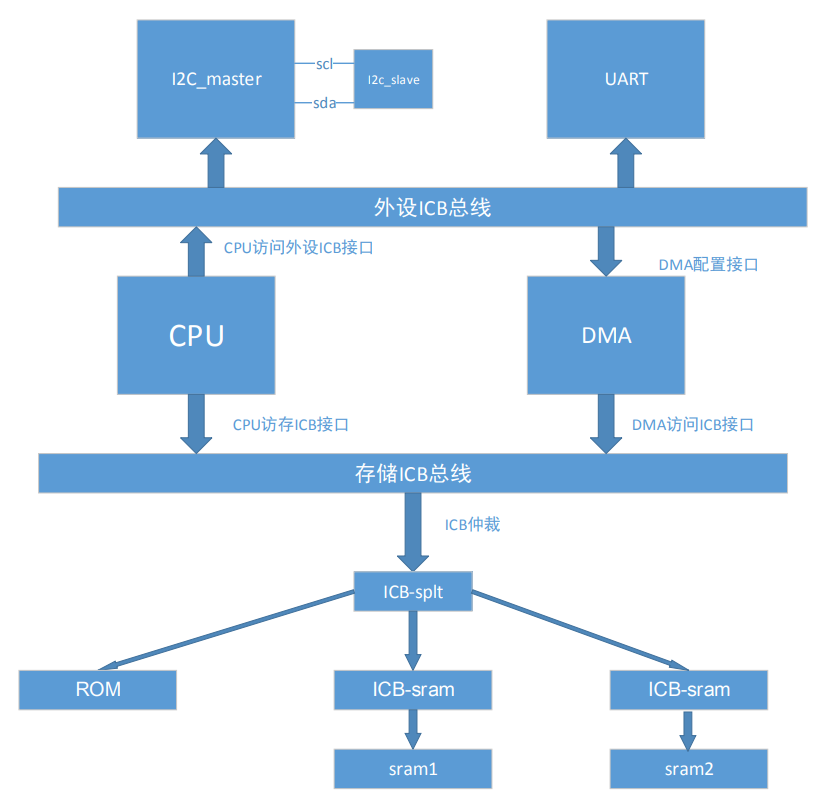 I2C_master
scl
I2c_slave
sda
UART
外设ICB总线
CPU访问外设ICB接口
DMA配置接口
CPU
DMA
CPU访存ICB接口
DMA访问ICB接口
存储ICB总线
ICB仲裁
ICB-splt
ROM
ICB-sram
ICB-sram
sram1
sram2